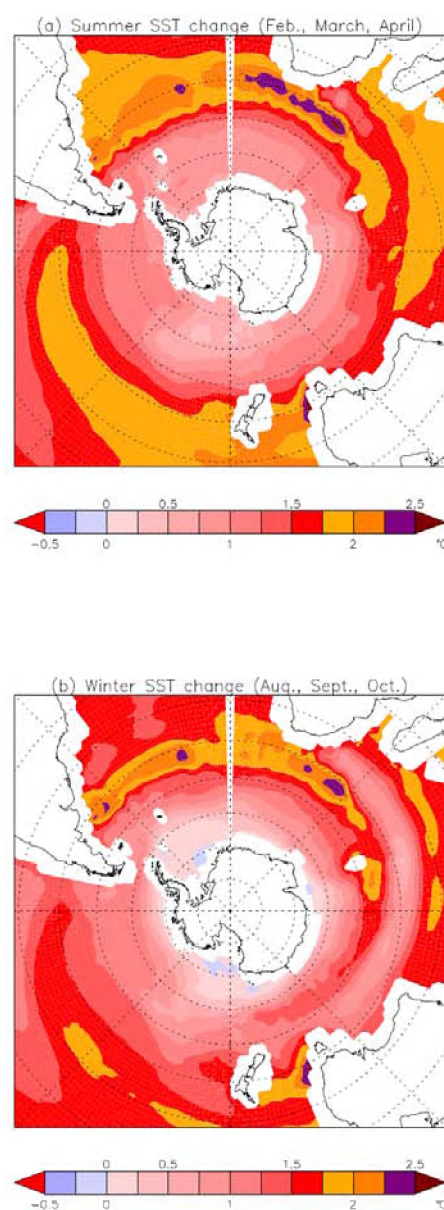 (a) Summer SST change (Feb., March, April)
0 0.5 1.5 2.5
−0.5 0 1 2 °C
(b) Winter SST change (Aug., Sept., Oct.)
0 0.5 1.5 2.5
−0.5 0 1 2 °C